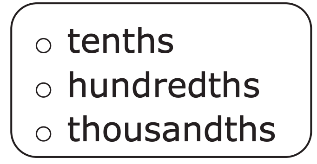 ○ tenths
○ hundredths
○ thousandths